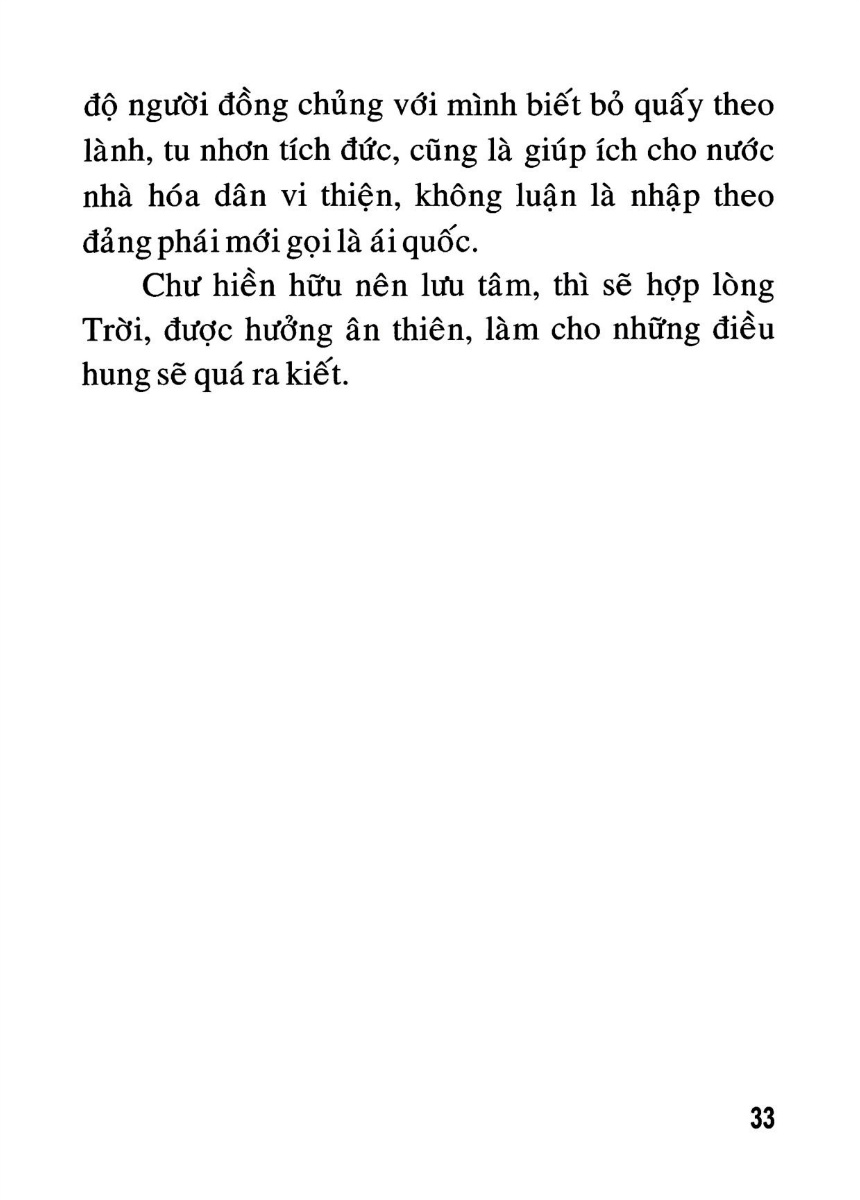 độ người đồng chủng với mình biết bỏ quấy theo
lành, tu nhơn tích đức, cũng là giúp ích cho nước
nhà hóa dân vi thiện, không luận là nhập theo
đảng phái mới gọi là ái quốc.
Chư hiền hữu nên lưu tâm, thì sẽ hợp lòng
Trời, được hưởng ân thiên, làm cho những điều
hung sẽ quá ra kiết.
33